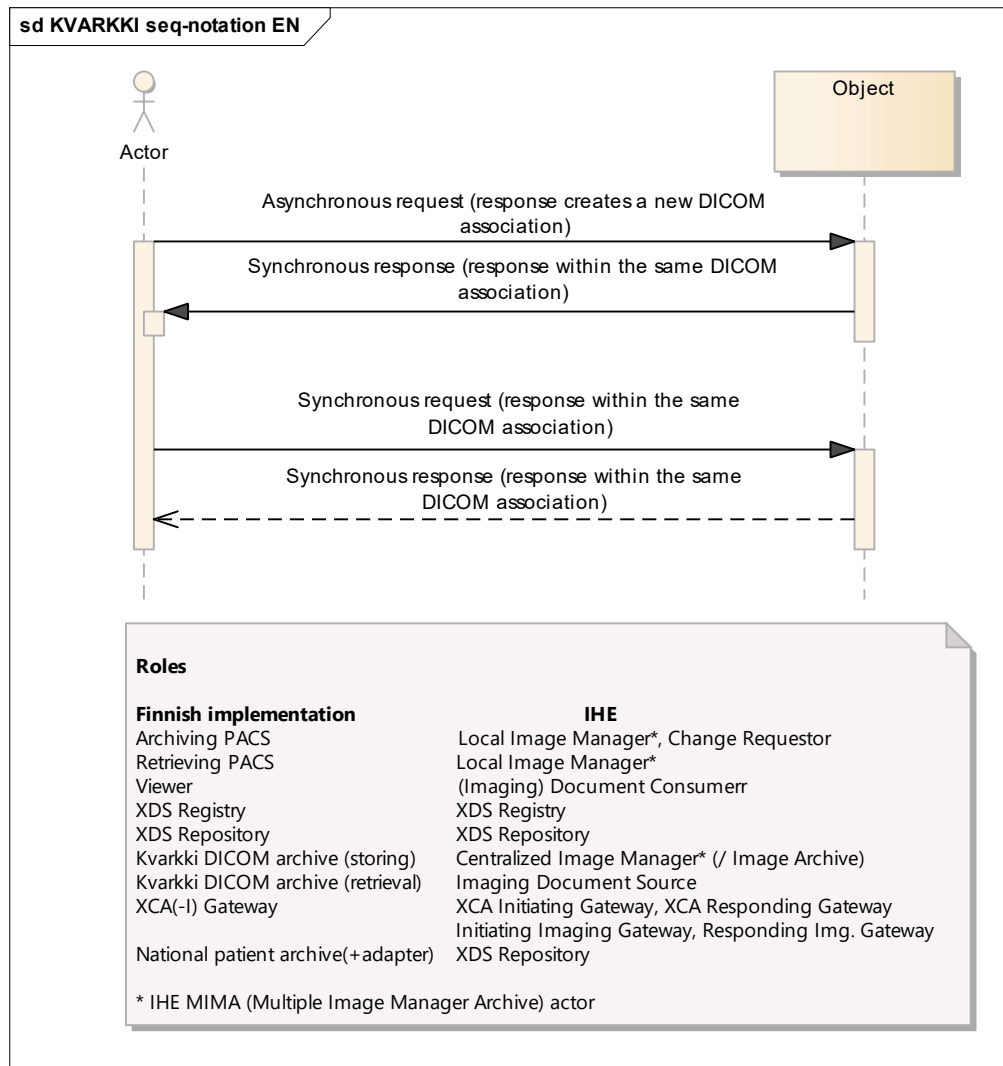 sd KVARKKI seq-notation EN
Actor
Object
Asynchronous request (response creates a new DICOM
association)
Synchronous response (response within the same DICOM
association)
Synchronous request (response within the same
DICOM association)
Synchronous response (response within the same
DICOM association)
Roles
Finnish implementation IHE
Archiving PACS Local Image Manager*, Change Requestor
Retrieving PACS Local Image Manager*
Viewer (Imaging) Document Consumerr
XDS Registry XDS Registry
XDS Repository XDS Repository
Kvarkki DICOM archive (storing) Centralized Image Manager* (/ Image Archive)
Kvarkki DICOM archive (retrieval) Imaging Document Source
XCA(-I) Gateway XCA Initiating Gateway, XCA Responding Gateway
Initiating Imaging Gateway, Responding Img. Gateway
National patient archive(+adapter) XDS Repository
* IHE MIMA (Multiple Image Manager Archive) actor